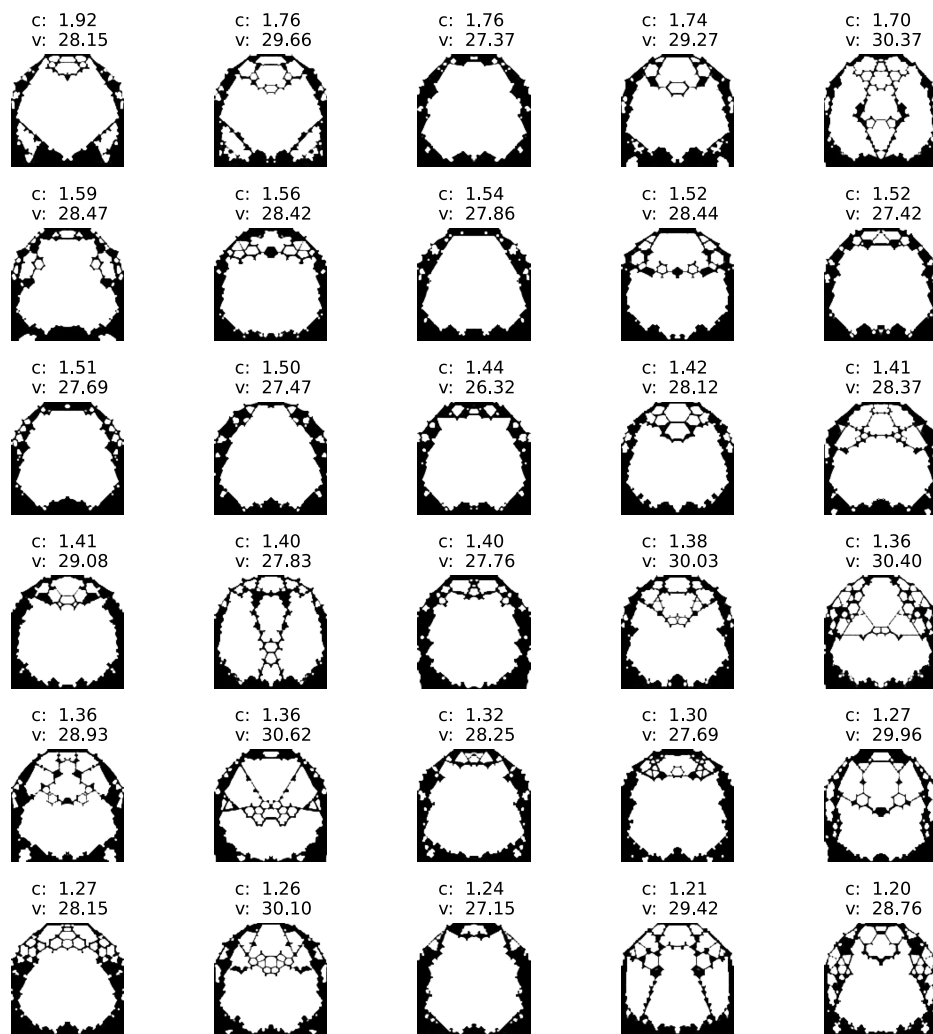 c: 1.92
v: 28.15
c: 1.76
v: 29.66
c: 1.76
v: 27.37
c: 1.74
v: 29.27
c: 1.70
v: 30.37
c: 1.59
v: 28.47
c: 1.56
v: 28.42
c: 1.54
v: 27.86
c: 1.52
v: 28.44
c: 1.52
v: 27.42
c: 1.51
v: 27.69
c: 1.50
v: 27.47
c: 1.44
v: 26.32
c: 1.42
v: 28.12
c: 1.41
v: 28.37
c: 1.41
v: 29.08
c: 1.40
v: 27.83
c: 1.40
v: 27.76
c: 1.38
v: 30.03
c: 1.36
v: 30.40
c: 1.36
v: 28.93
c: 1.36
v: 30.62
c: 1.32
v: 28.25
c: 1.30
v: 27.69
c: 1.27
v: 29.96
c: 1.27
v: 28.15
c: 1.26
v: 30.10
c: 1.24
v: 27.15
c: 1.21
v: 29.42
c: 1.20
v: 28.76